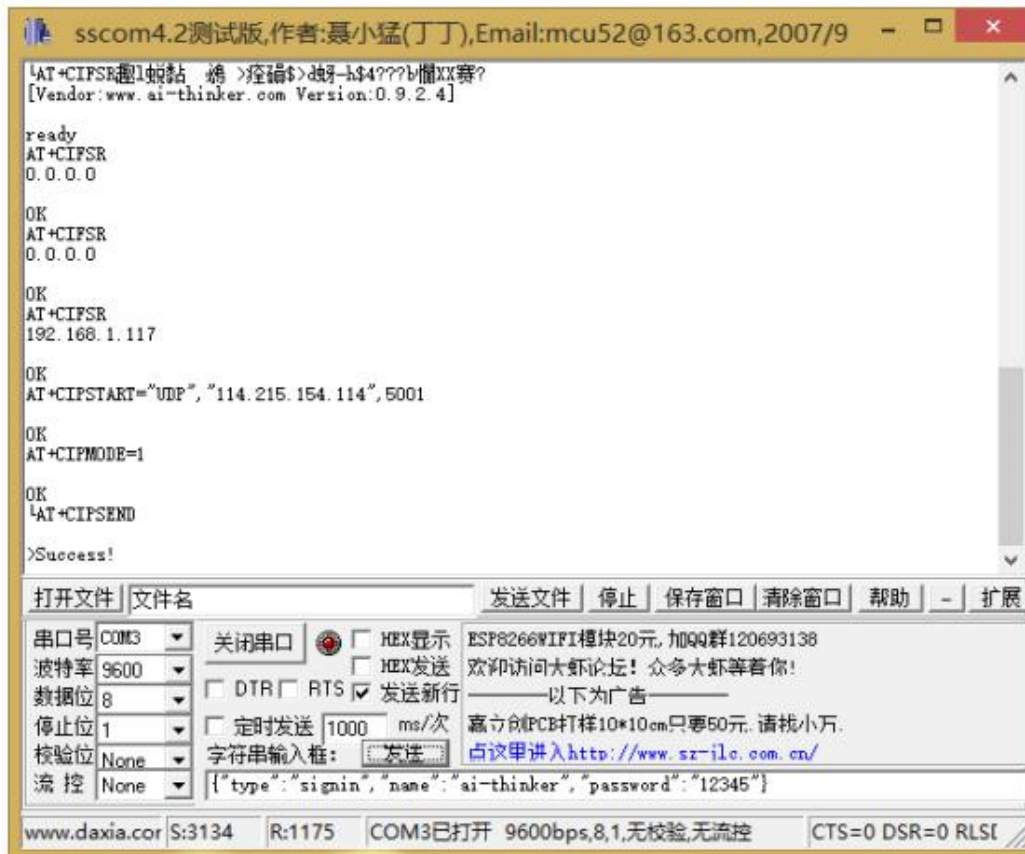 sscom4.2测试版,作者:聂小猛(丁丁),Email:mcu52@163.com,2007/9
AT+CIFSR
[Vendor:www.ai-thinker.com Version:0.9.2.4]
ready
AT+CIFSR
0.0.0.0
OK
AT+CIFSR
0.0.0.0
OK
AT+CIFSR
192.168.1.117
OK
AT+CIPSTART="UDP","114.215.154.114",5001
OK
AT+CIPMODE=1
OK
└AT+CIPSEND
>Success!
打开文件 文件名 发送文件 停止 保存窗口 清除窗口 帮助 - 扩展
串口号 COM3 关闭串口 HEX显示 ESP8266WIFI模块20元,加QQ群120693138
波特率 9600 HEX发送 欢迎访问大虾论坛! 众多大虾等着你!
数据位 8 DTR RTS 发送新行 ————以下为广告————
停止位 1 定时发送 1000 ms/次 嘉立创PCB打样10*10cm只要50元.请找小万.
校验位 None 字符串输入框: 发送 点这里进入http://www.sz-jlc.com.cn/
流 控 None {"type":"signin","name":"ai-thinker","password":"12345"}
www.daxia.cor S:3134 R:1175 COM3已打开 9600bps,8,1,无校验,无流控 CTS=0 DSR=0 RLSI